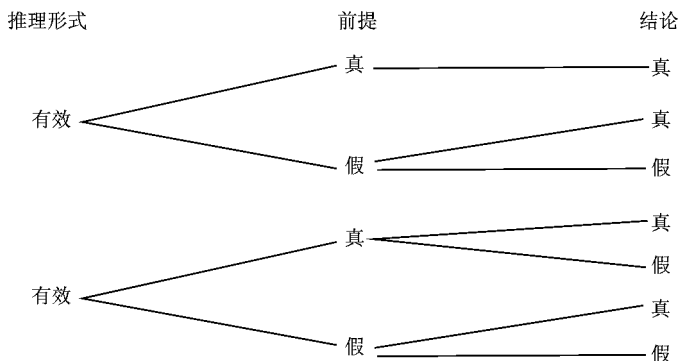 推理形式 前提 结论
真 真
有效 真
假 假
真 真
假
有效 真
假 假